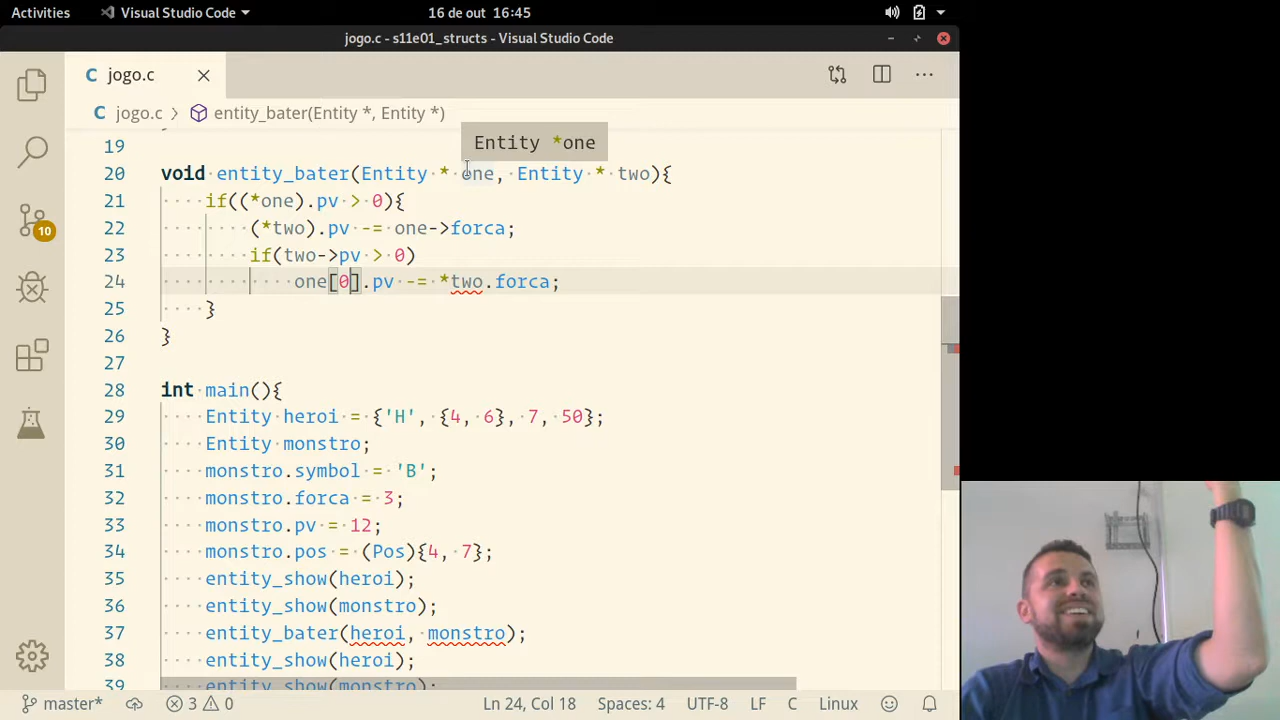 Activities
Visual Studio Code
16 de out 16:45
jogo.c - s11e01_structs - Visual Studio Code
C jogo.c
C jogo.c > entity_bater(Entity *, Entity *)
Entity *one
19
20 void entity_bater(Entity * one, Entity * two){
21 if((*one).pv > 0){
22 (*two).pv -= one->forca;
23 if(two->pv > 0)
24 one[0].pv -= *two.forca;
25 }
26 }
27
28 int main(){
29 Entity heroi = {'H', {4, 6}, 7, 50};
30 Entity monstro;
31 monstro.symbol = 'B';
32 monstro.forca = 3;
33 monstro.pv = 12;
34 monstro.pos = (Pos){4, 7};
35 entity_show(heroi);
36 entity_show(monstro);
37 entity_bater(heroi, monstro);
38 entity_show(heroi);
39 entity_show(monstro);
10
master*
3
0
Ln 24, Col 18
Spaces: 4
UTF-8
LF
C
Linux